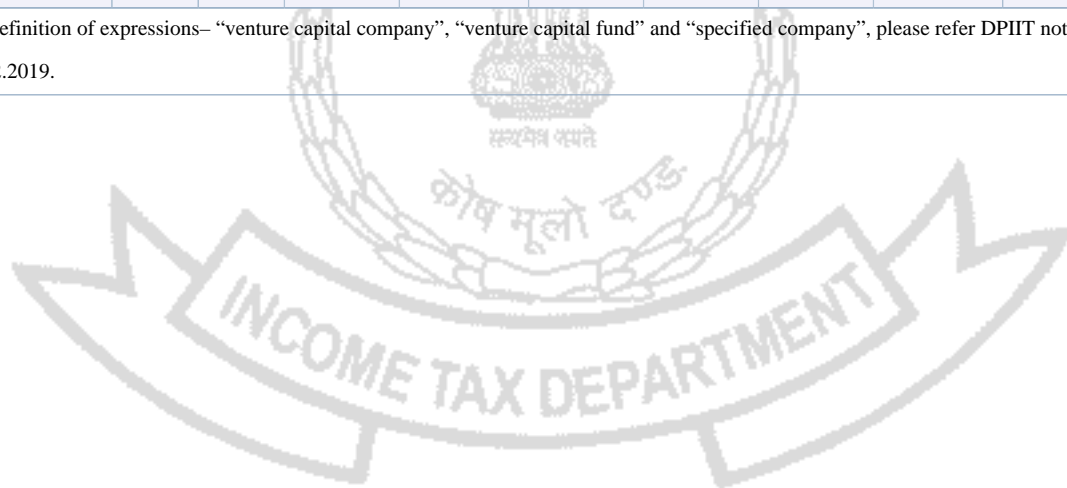 efinition of expressions– “venture capital company”, “venture capital fund” and “specified company”, please refer DPIIT not
.2019.
सत्यमेव जयते
कोष मूलो दण्डः
INCOME TAX DEPARTMENT